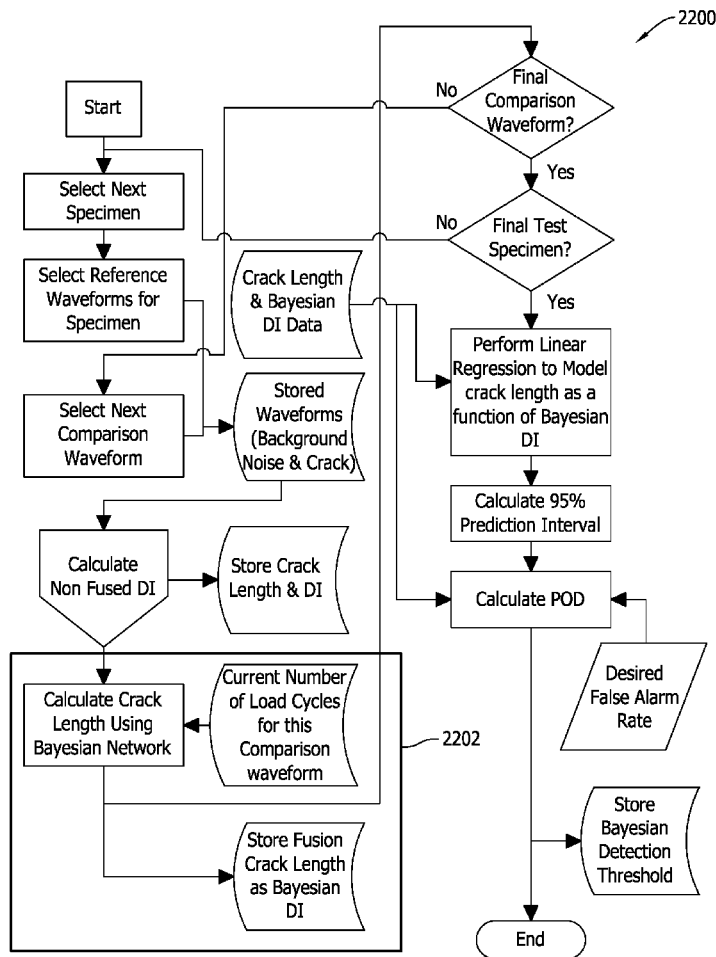 2200
Start
Select Next
Specimen
Select Reference
Waveforms for
Specimen
Select Next
Comparison
Waveform
Crack Length
& Bayesian
DI Data
Stored
Waveforms
(Background
Noise & Crack)
Calculate
Non Fused DI
Store Crack
Length & DI
Calculate Crack
Length Using
Bayesian Network
Current Number
of Load Cycles
for this
Comparison
waveform
2202
Store Fusion
Crack Length
as Bayesian
DI
No
Final
Comparison
Waveform?
Yes
No
Final Test
Specimen?
Yes
Perform Linear
Regression to Model
crack length as a
function of Bayesian
DI
Calculate 95%
Prediction Interval
Calculate POD
Desired
False Alarm
Rate
Store
Bayesian
Detection
Threshold
End